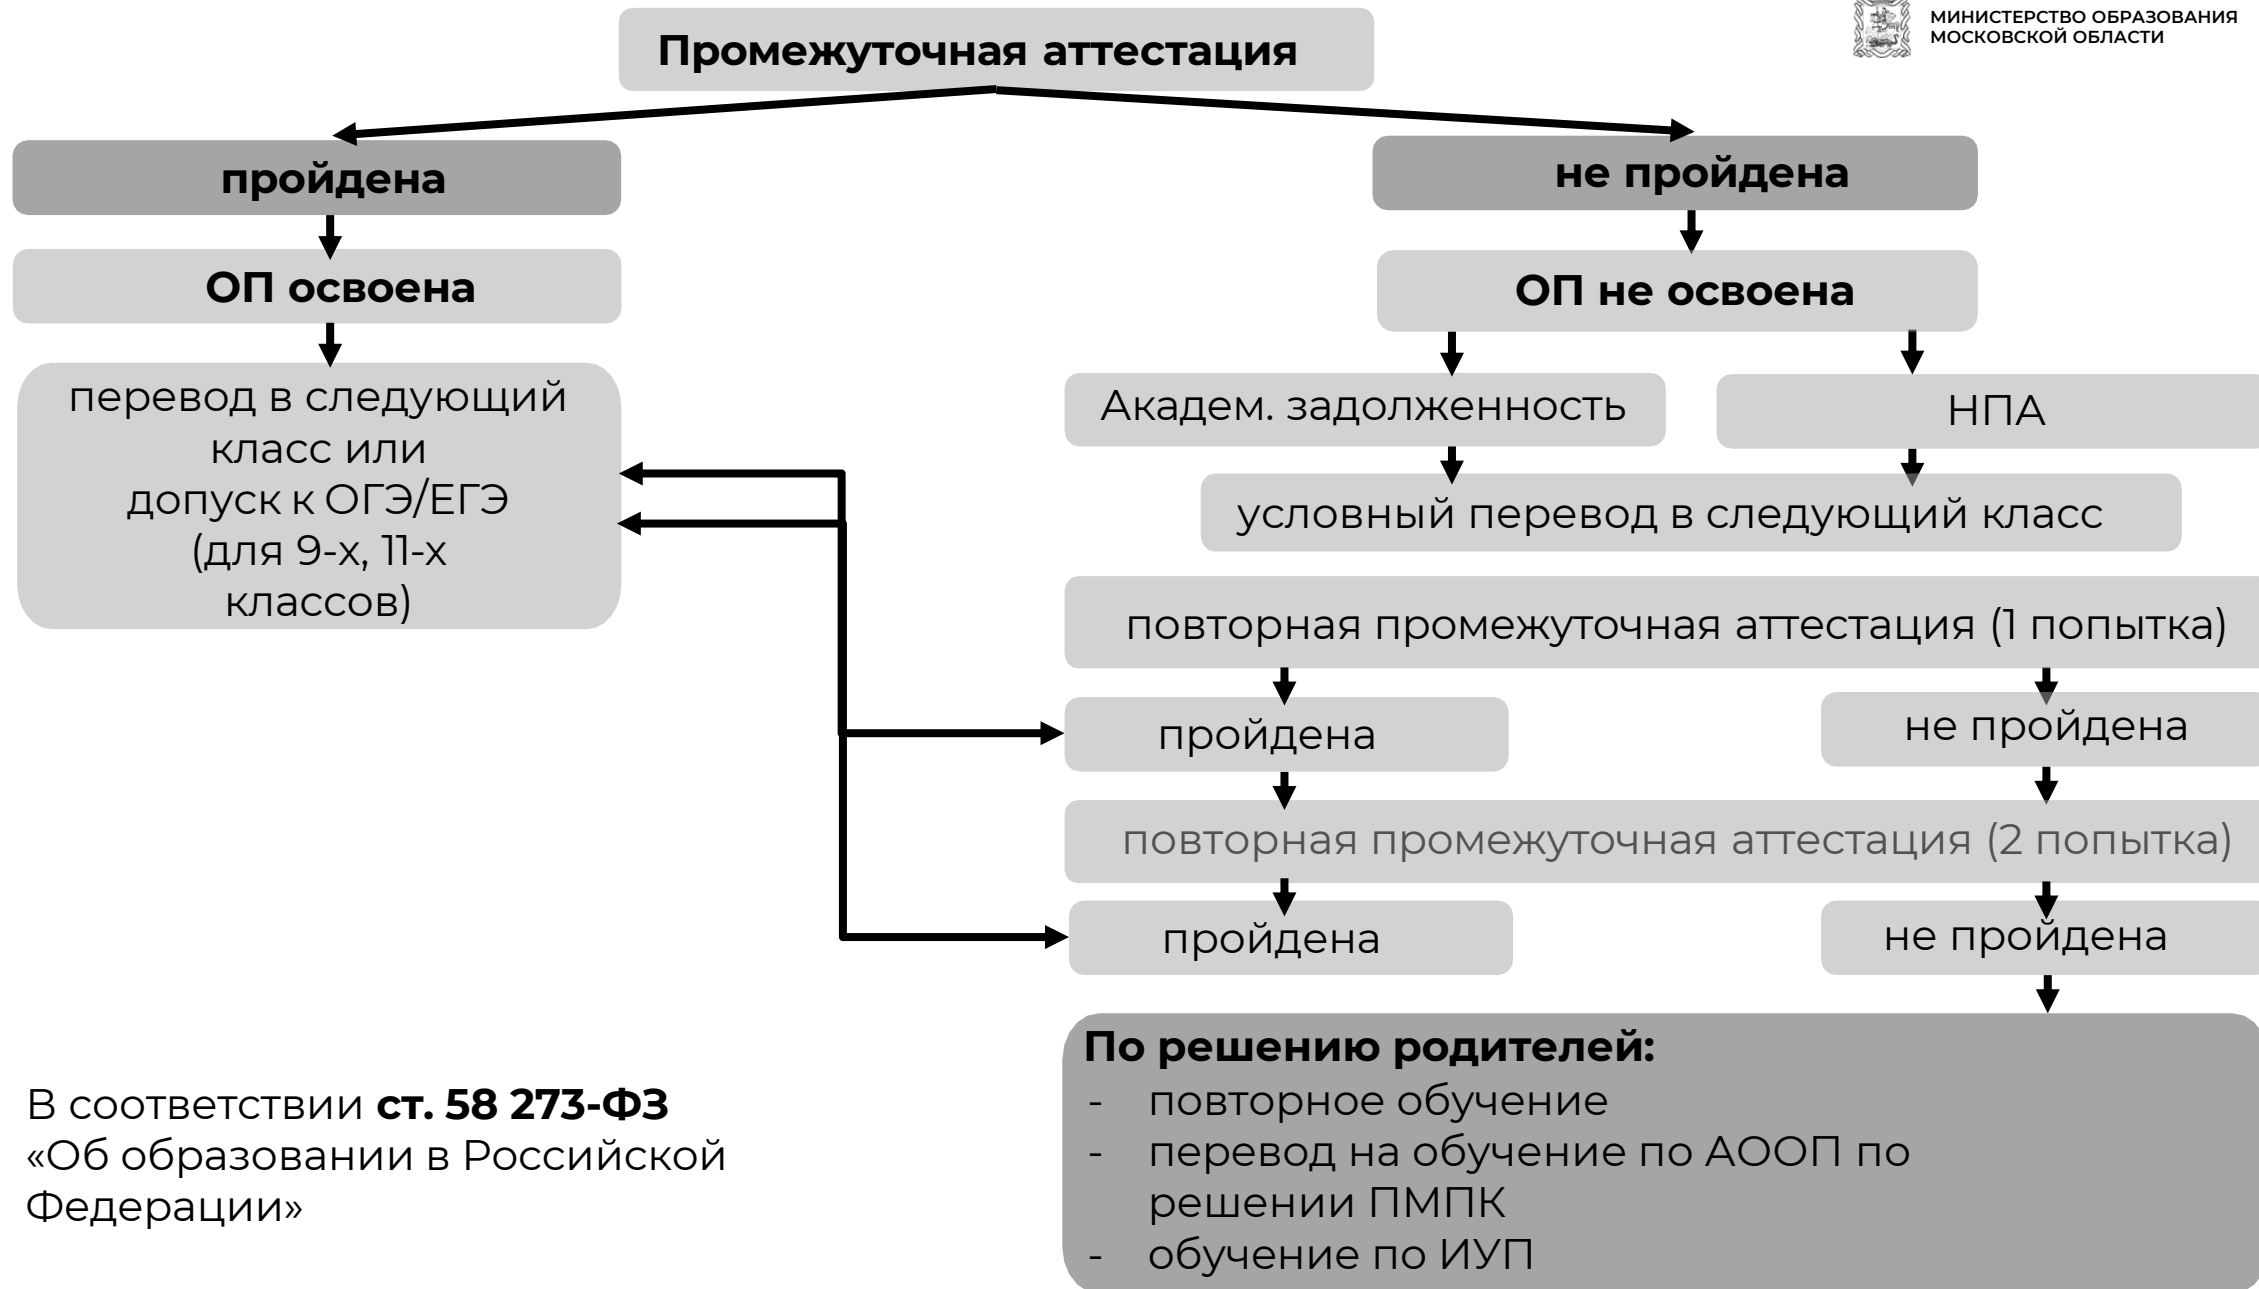 МИНИСТЕРСТВО ОБРАЗОВАНИЯ
МОСКОВСКОЙ ОБЛАСТИ
Промежуточная аттестация
пройдена
не пройдена
ОП освоена
ОП не освоена
перевод в следующий
класс или
допуск к ОГЭ/ЕГЭ
(для 9-х, 11-х
классов)
Академ. задолженность
НПА
условный перевод в следующий класс
повторная промежуточная аттестация (1 попытка)
пройдена
не пройдена
повторная промежуточная аттестация (2 попытка)
пройдена
не пройдена
По решению родителей:
- повторное обучение
- перевод на обучение по АООП по
решении ПМПК
- обучение по ИУП
В соответствии ст. 58 273-ФЗ
«Об образовании в Российской
Федерации»